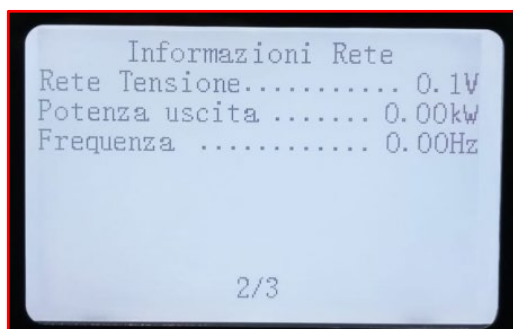 Informazioni Rete
Rete Tensione........... 0.1V
Potenza uscita ....... 0.00kW
Frequenza ............ 0.00Hz
2/3